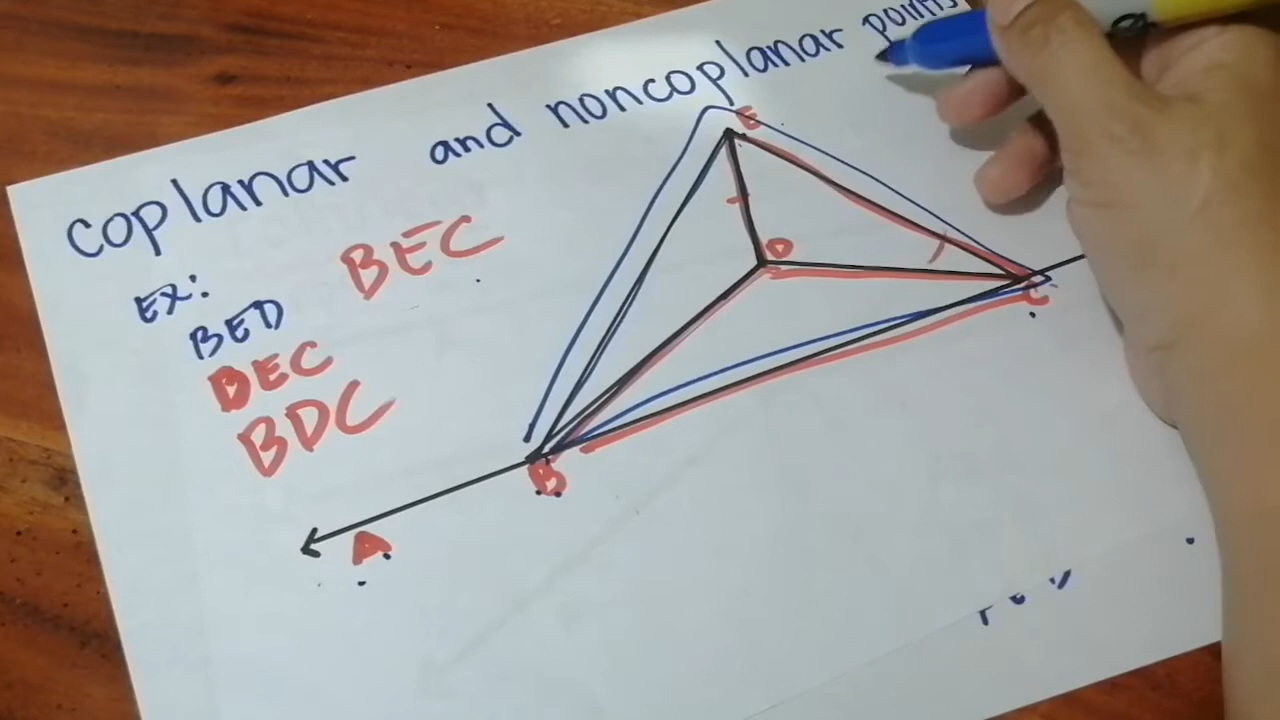 coplanar and noncoplanar points
EX:
BEC
BED
DEC
BDC
E
D
C
B
A